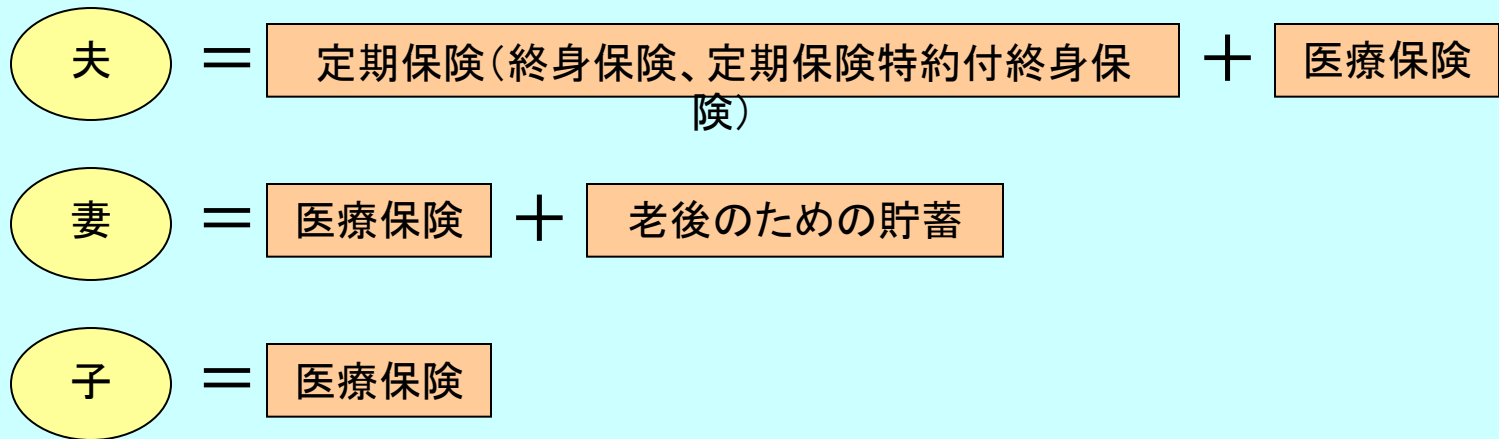 夫 ＝ 定期保険（終身保険、定期保険特約付終身保 ＋ 医療保険
険）
妻 ＝ 医療保険 ＋ 老後のための貯蓄
子 ＝ 医療保険